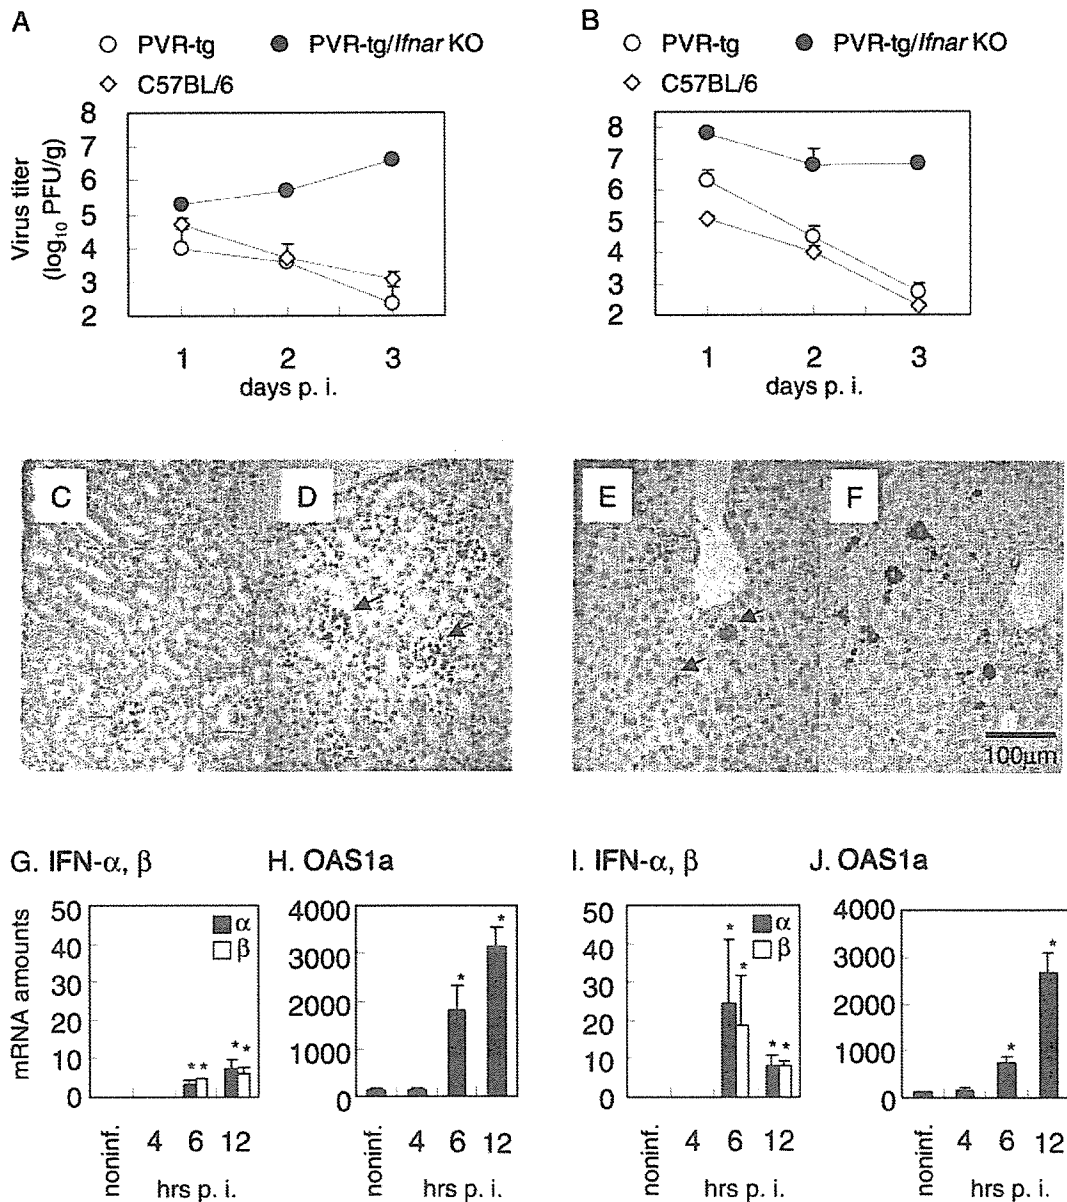 A
PVR-tg
PVR-tg/Ifnar KO
C57BL/6
Virus titer
(log10 PFU/g)
8
7
6
5
4
3
2
1 2 3
days p. i.
B
PVR-tg
PVR-tg/Ifnar KO
C57BL/6
8
7
6
5
4
3
2
1 2 3
days p. i.
C
D
E
F
100μm
G. IFN-α, β
mRNA amounts
50
40
30
20
10
0
α
β
* *
* *
noninf. 4 6 12
hrs p. i.
H. OAS1a
4000
3000
2000
1000
0
*
*
noninf. 4 6 12
hrs p. i.
I. IFN-α, β
50
40
30
20
10
0
α
β
* *
* *
noninf. 4 6 12
hrs p. i.
J. OAS1a
4000
3000
2000
1000
0
*
*
noninf. 4 6 12
hrs p. i.